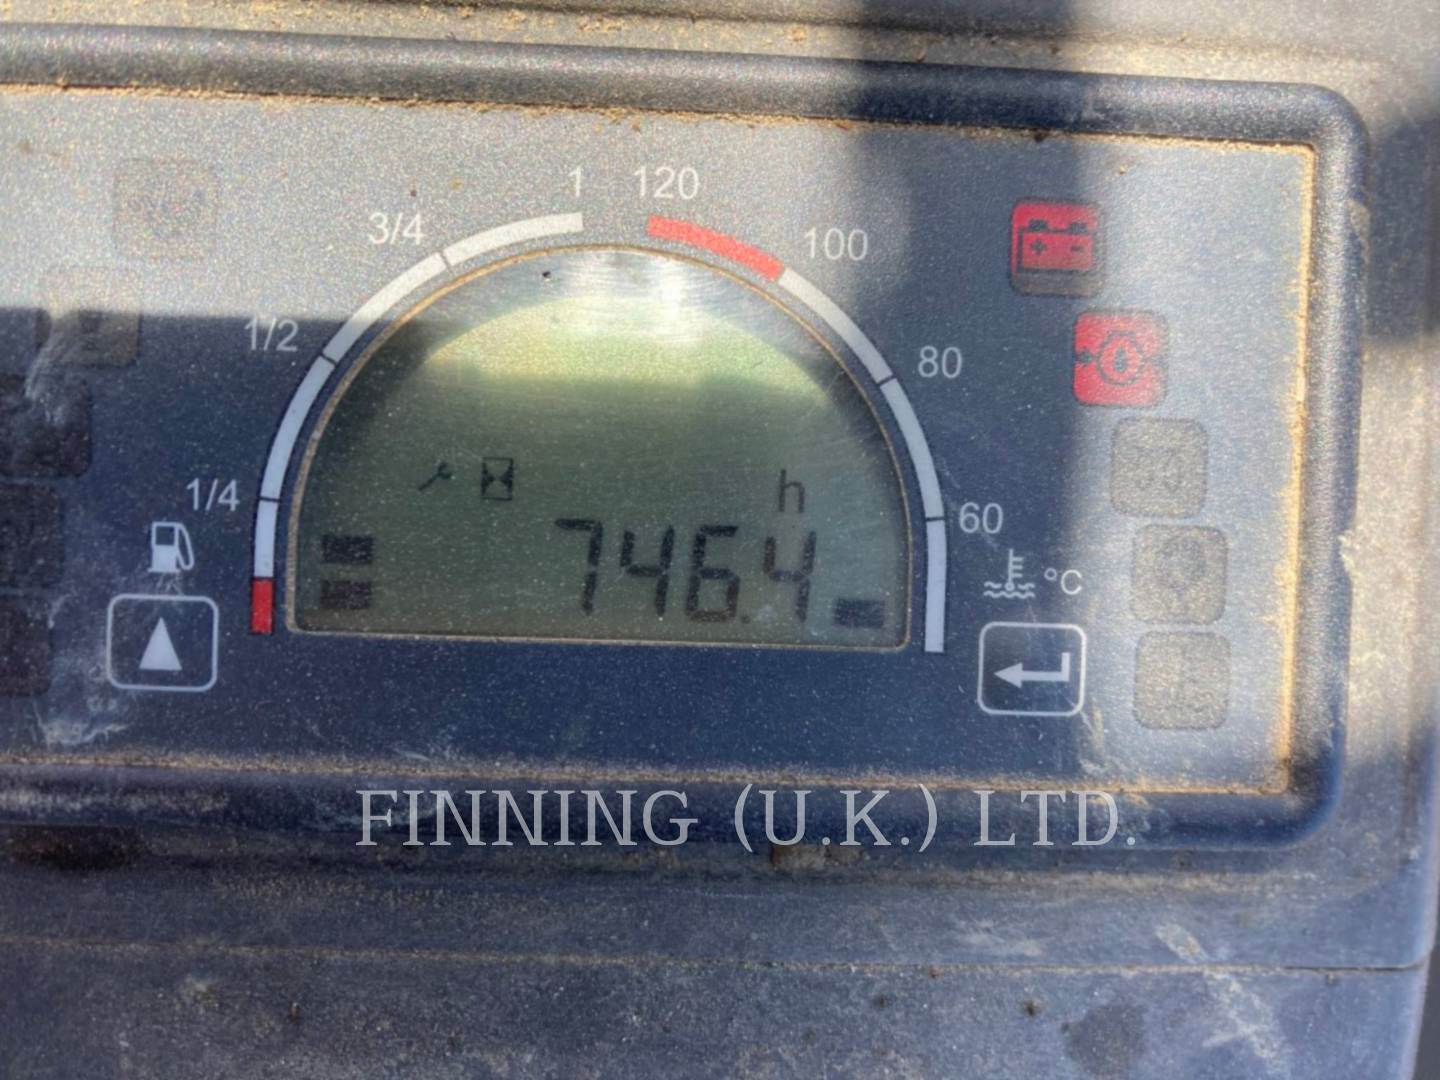 1 120
3/4 100
1/2 80
h
1/4 746.4 60
°C
FINNING (U.K.) LTD.